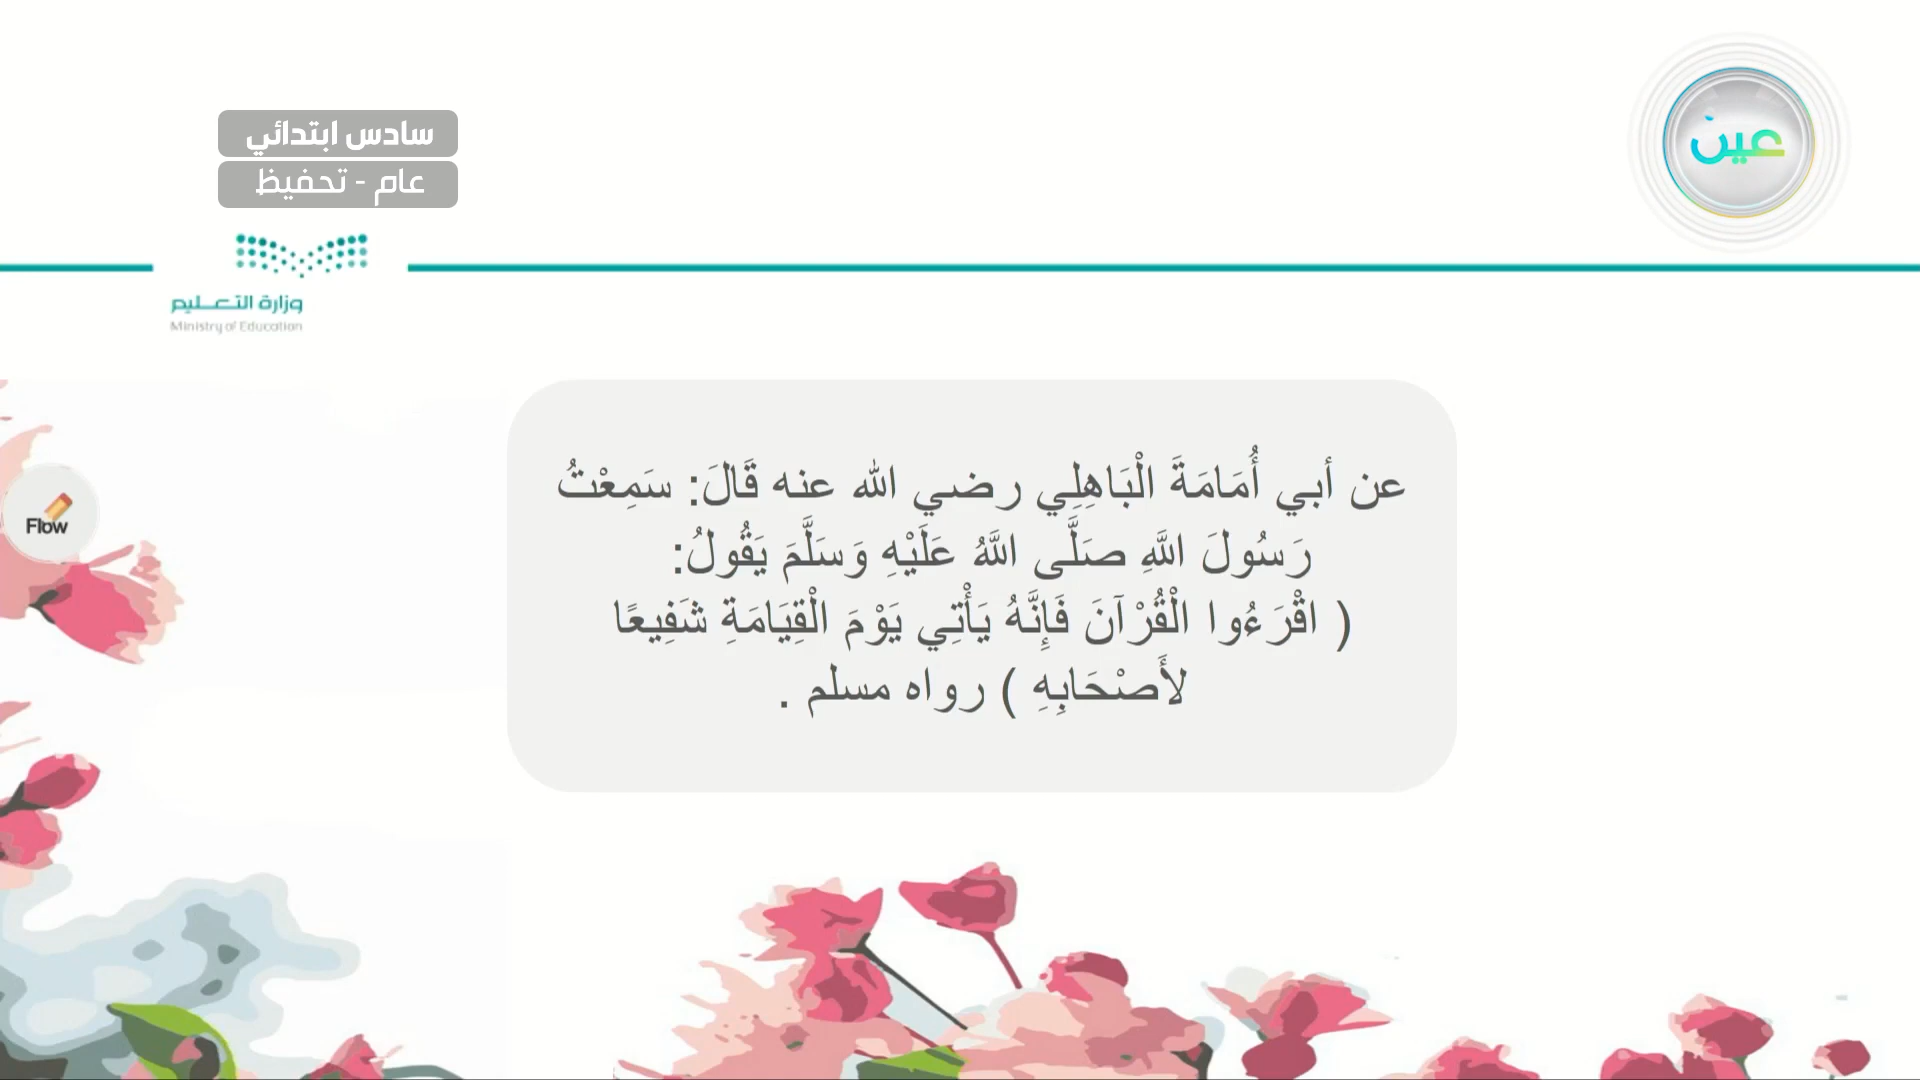 عين
سادس ابتدائي
عام - تحفيظ
وزارة التعليم
Ministry of Education
عن أبي أُمَامَةَ الْبَاهِلِي رضي الله عنه قَالَ: سَمِعْتُ
رَسُولَ اللَّهِ صَلَّى اللَّهُ عَلَيْهِ وَسَلَّمَ يَقُولُ:
( اقْرَءُوا الْقُرْآنَ فَإِنَّهُ يَأْتِي يَوْمَ الْقِيَامَةِ شَفِيعًا
لأَصْحَابِهِ ) رواه مسلم .
Flow